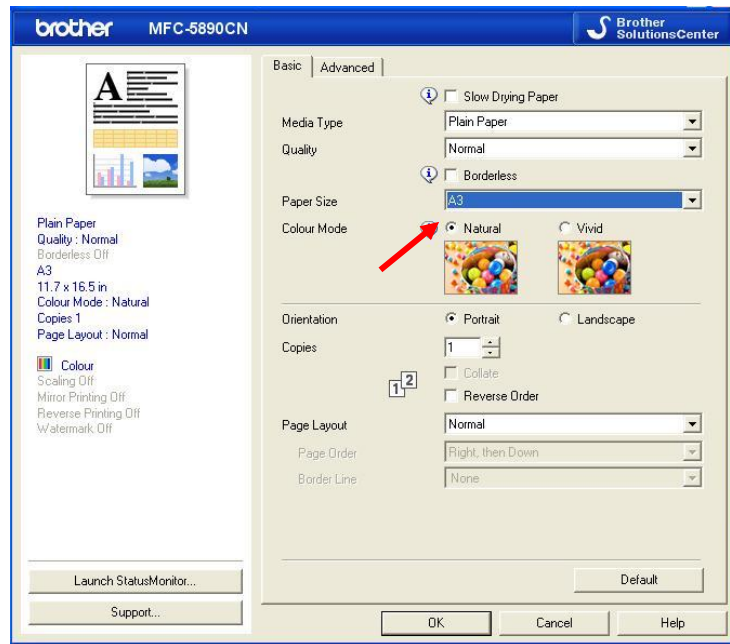 brother MFC-5890CN
Brother
SolutionsCenter
Basic Advanced
A
Plain Paper
Quality : Normal
Borderless Off
A3
11.7 x 16.5 in
Colour Mode : Natural
Copies 1
Page Layout : Normal
Colour
Scaling Off
Mirror Printing Off
Reverse Printing Off
Watermark Off
Launch StatusMonitor...
Support...
Slow Drying Paper
Media Type Plain Paper
Quality Normal
Borderless
Paper Size A3
Colour Mode Natural Vivid
Orientation Portrait Landscape
Copies 1
1 2 Collate
Reverse Order
Page Layout Normal
Page Order Right, then Down
Border Line None
Default
OK Cancel Help